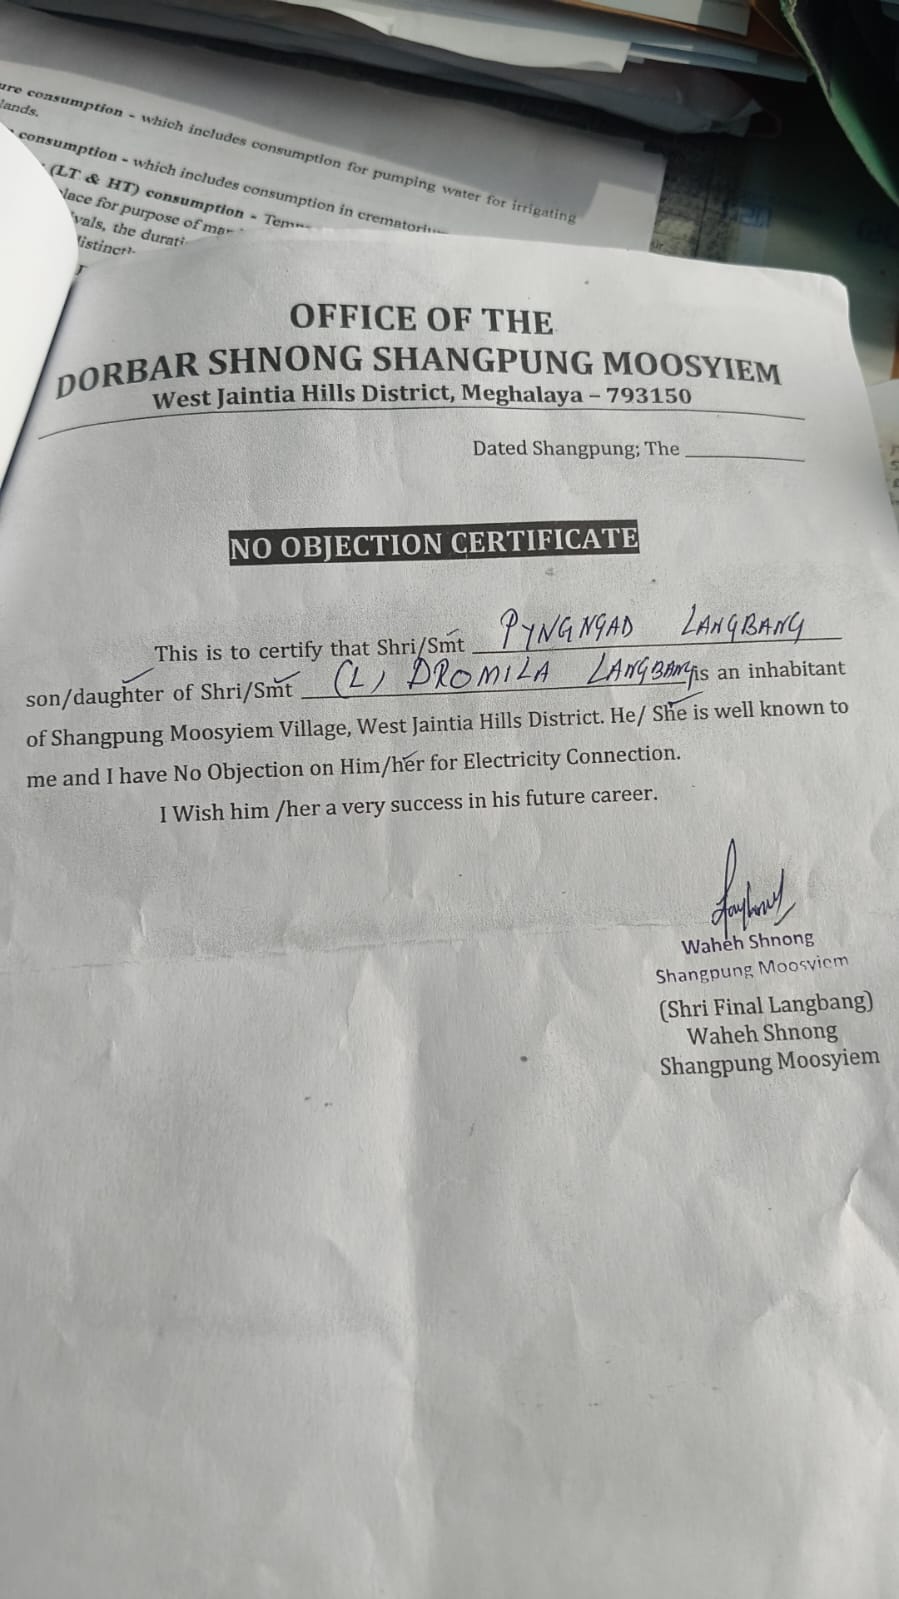 ure consumption - which includes consumption for pumping water for irrigating
lands.
consumption - which includes consumption in
(LT & HT) consumption -
lace for purpose of
vals, the
OFFICE OF THE
DORBAR SHNONG SHANGPUNG MOOSYIEM
West Jaintia Hills District, Meghalaya – 793150
Dated Shangpung; The
NO OBJECTION CERTIFICATE
This is to certify that Shri/Smt PYNGNGAD LANGBANG
son/daughter of Shri/Smt (L) DROMILA LANGBANG is an inhabitant
of Shangpung Moosyiem Village, West Jaintia Hills District. He/ She is well known to
me and I have No Objection on Him/her for Electricity Connection.
I Wish him /her a very success in his future career.
Waheh Shnong
Shangpung Moosyiem
(Shri Final Langbang)
Waheh Shnong
Shangpung Moosyiem